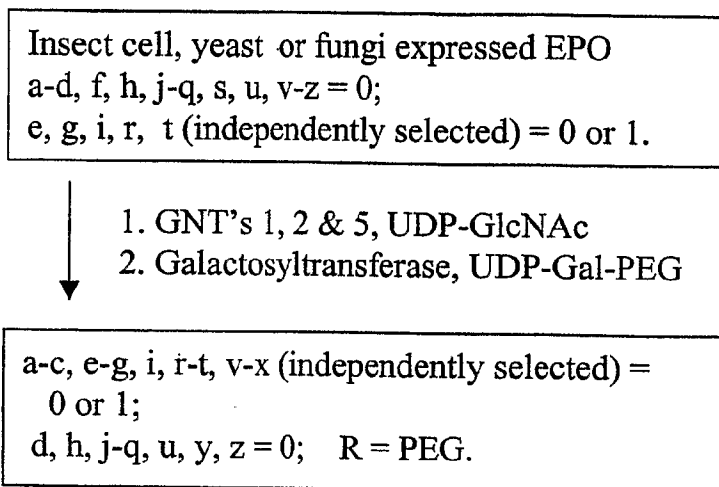 Insect cell, yeast or fungi expressed EPO
a-d, f, h, j-q, s, u, v-z = 0;
e, g, i, r, t (independently selected) = 0 or 1.
1. GNT's 1, 2 & 5, UDP-GlcNAc
2. Galactosyltransferase, UDP-Gal-PEG
a-c, e-g, i, r-t, v-x (independently selected) =
0 or 1;
d, h, j-q, u, y, z = 0; R = PEG.